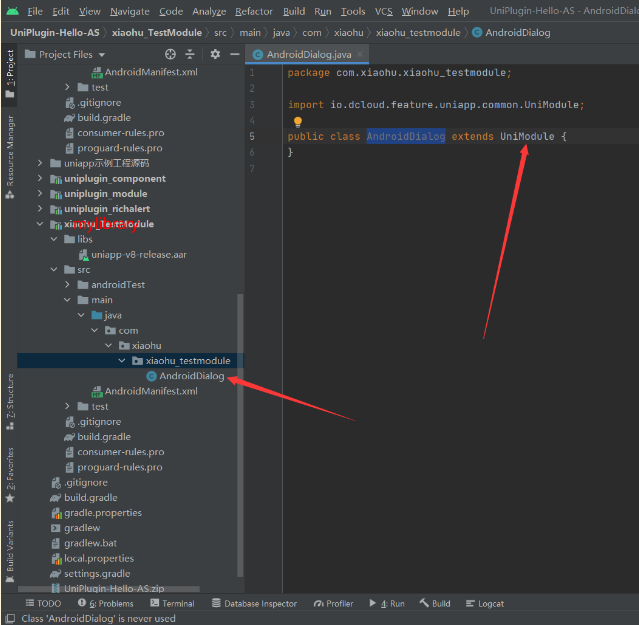 File Edit View Navigate Code Analyze Refactor Build Run Tools VCS Window Help UniPlugin-Hello-AS - AndroidDialo
UniPlugin-Hello-AS xiaohu_TestModule src main java com xiaohu xiaohu_testmodule AndroidDialog
1: Project
Resource Manager
7: Structure
2: Favorites
Build Variants
Project Files
AndroidManifest.xml
test
.gitignore
build.gradle
consumer-rules.pro
proguard-rules.pro
uniapp示例工程源码
uniplugin_component
uniplugin_module
uniplugin_richalert
xiaohu_TestModule
mylibrary
libs
uniapp-v8-release.aar
src
androidTest
main
java
com
xiaohu
xiaohu_testmodule
AndroidDialog
AndroidManifest.xml
test
.gitignore
build.gradle
consumer-rules.pro
proguard-rules.pro
.gitignore
build.gradle
gradle.properties
gradlew
gradlew.bat
local.properties
settings.gradle
UniPlugin-Hello-AS.zip
AndroidDialog.java
1 package com.xiaohu.xiaohu_testmodule;
2
3 import io.dcloud.feature.uniapp.common.UniModule;
4
5 public class AndroidDialog extends UniModule {
6 }
7
TODO 6: Problems Terminal Database Inspector Profiler 4: Run Build Logcat
Class 'AndroidDialog' is never used